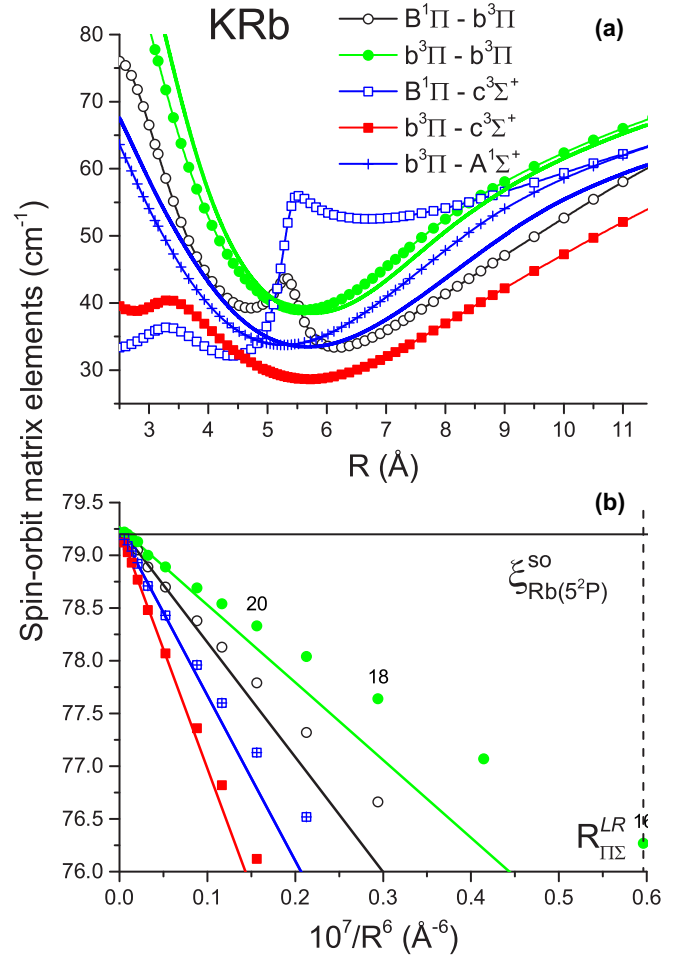 KRb
(a)
B¹Π - b³Π
b³Π - b³Π
B¹Π - c³Σ⁺
b³Π - c³Σ⁺
b³Π - A¹Σ⁺
80
70
60
50
40
30
3 4 5 6 7 8 9 10 11
R (Å)
Spin-orbit matrix elements (cm⁻¹)
(b)
79.5
79.0
78.5
78.0
77.5
77.0
76.5
76.0
ξ^so_Rb(5²P)
20
18
16
R^LR_ΠΣ
0.0 0.1 0.2 0.3 0.4 0.5 0.6
10⁷/R⁶ (Å⁻⁶)